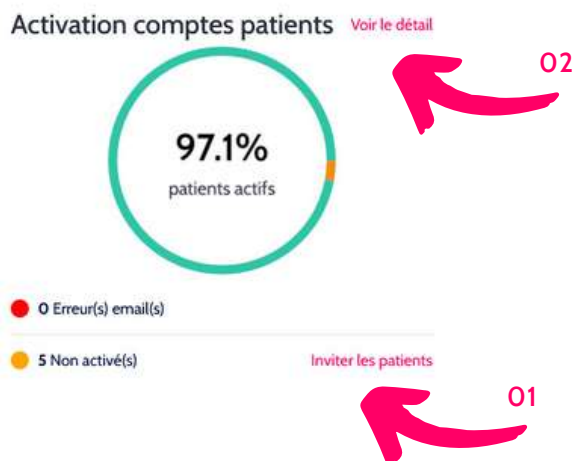 Activation comptes patients Voir le détail
02
97.1%
patients actifs
0 Erreur(s) email(s)
5 Non activé(s) Inviter les patients
01